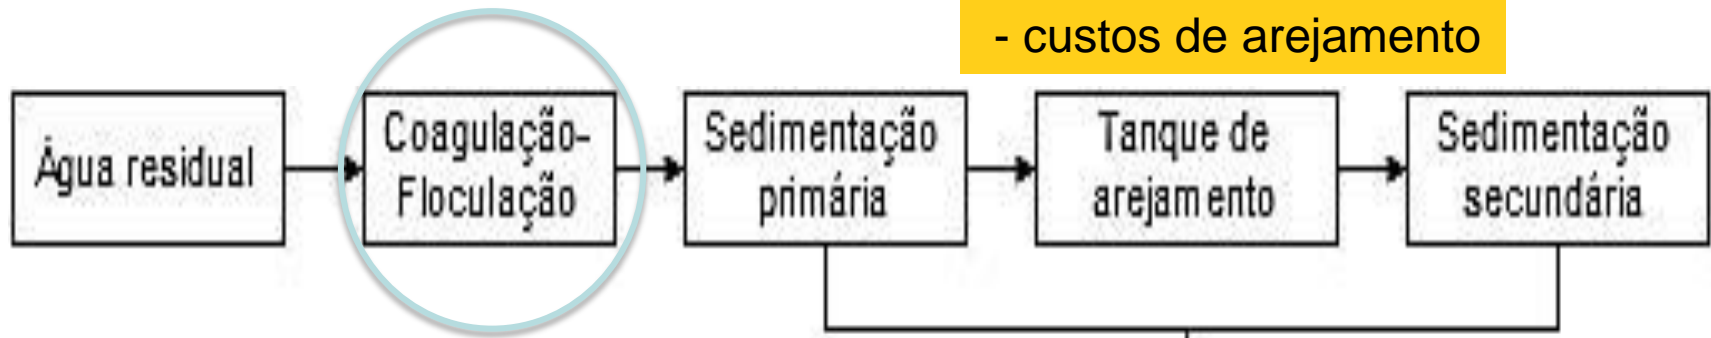 - custos de arejamento
Água residual
Coagulação-
Floculação
Sedimentação
primária
Tanque de
arejamento
Sedimentação
secundária